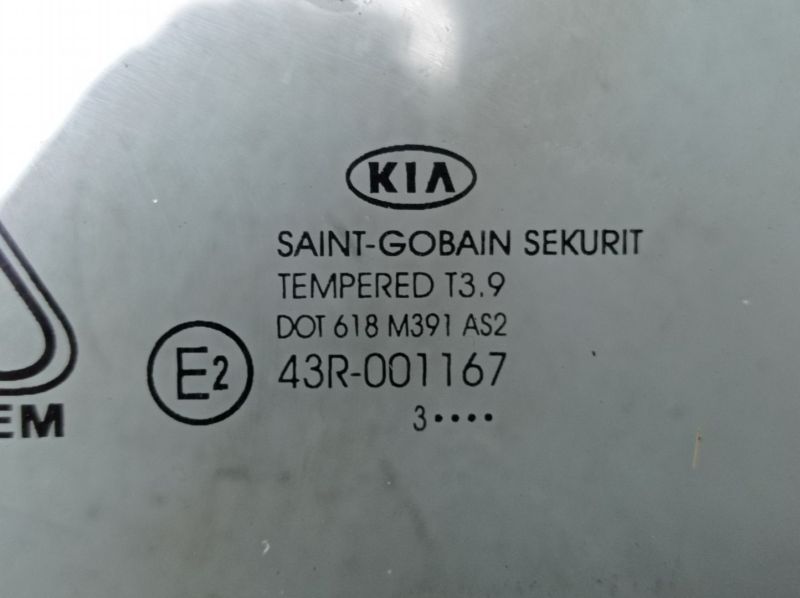 KIA
SAINT-GOBAIN SEKURIT
TEMPERED T3.9
DOT 618 M391 AS2
E2 43R-001167
3••••
EM